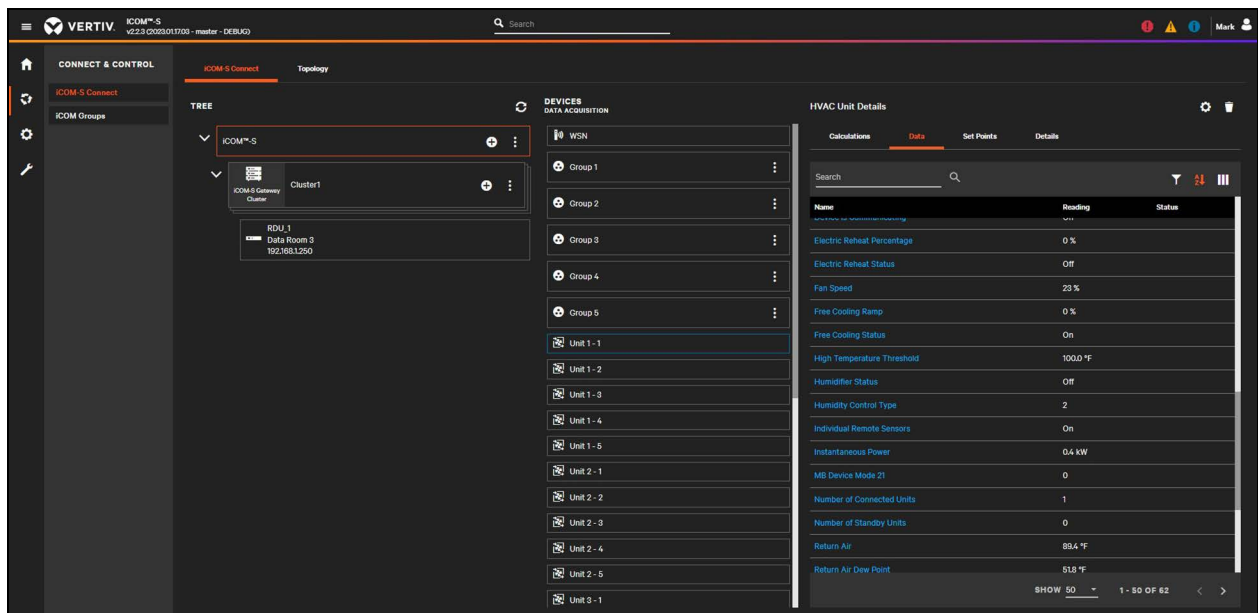 VERTIV.
iCOM™-S
v2.2.3 (2023.01.17.03 - master - DEBUG)
Search
Mark
CONNECT & CONTROL
iCOM-S Connect
iCOM Groups
iCOM-S Connect
Topology
TREE
iCOM™-S
iCOM-S Gateway
Cluster
Cluster1
RDU_1
Data Room 3
192.168.1.250
DEVICES
DATA ACQUISITION
WSN
Group 1
Group 2
Group 3
Group 4
Group 5
Unit 1 - 1
Unit 1 - 2
Unit 1 - 3
Unit 1 - 4
Unit 1 - 5
Unit 2 - 1
Unit 2 - 2
Unit 2 - 3
Unit 2 - 4
Unit 2 - 5
Unit 3 - 1
HVAC Unit Details
Calculations Data Set Points Details
Search
Name Reading Status
Device is Communicating On
Electric Reheat Percentage 0 %
Electric Reheat Status Off
Fan Speed 23 %
Free Cooling Ramp 0 %
Free Cooling Status On
High Temperature Threshold 100.0 °F
Humidifier Status Off
Humidity Control Type 2
Individual Remote Sensors On
Instantaneous Power 0.4 kW
MB Device Mode 21 0
Number of Connected Units 1
Number of Standby Units 0
Return Air 89.4 °F
Return Air Dew Point 51.8 °F
SHOW 50 1 - 50 OF 62